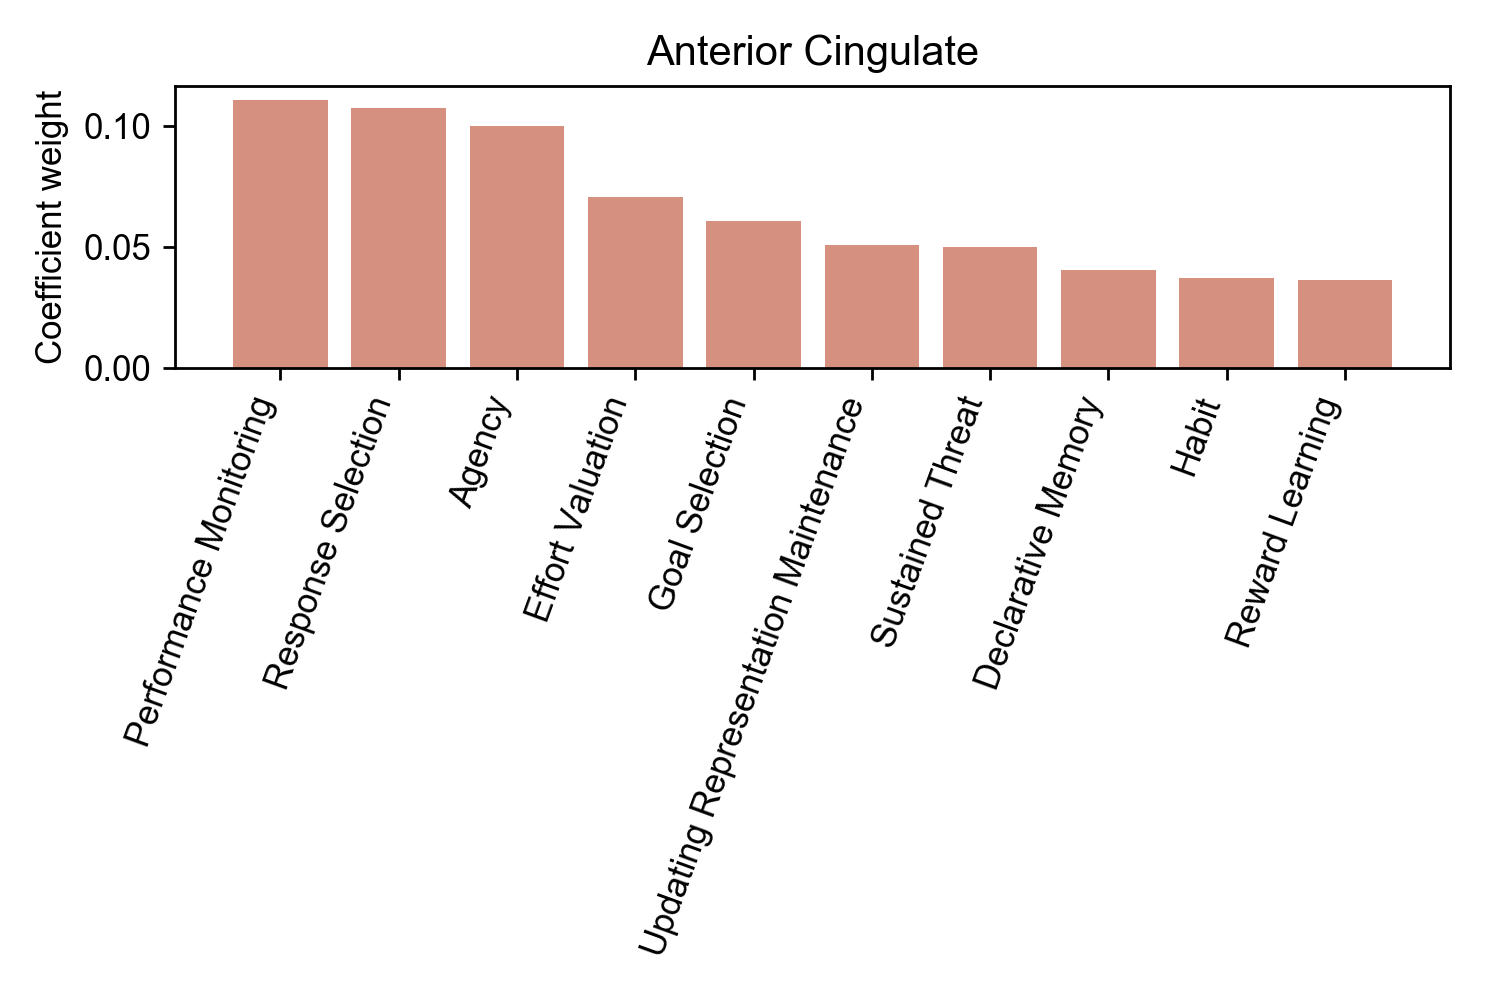 Anterior Cingulate
Coefficient weight
0.10
0.05
0.00
Performance Monitoring
Response Selection
Agency
Effort Valuation
Goal Selection
Updating Representation Maintenance
Sustained Threat
Declarative Memory
Habit
Reward Learning